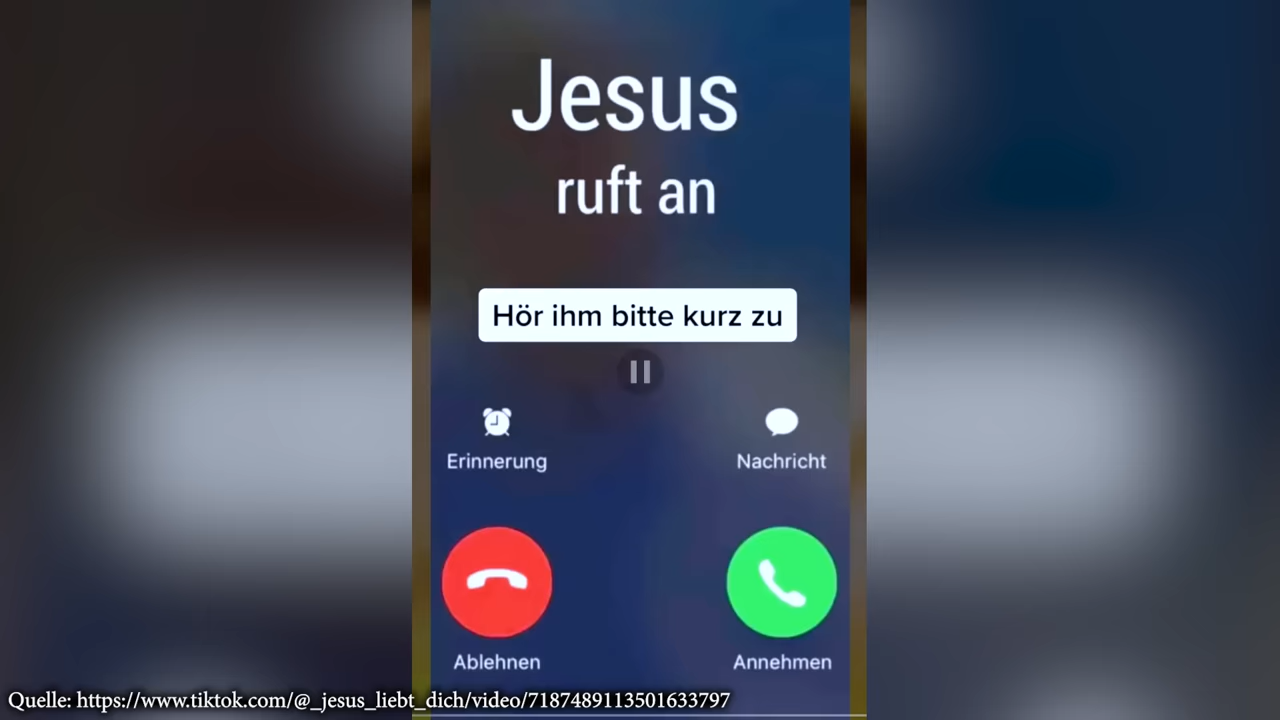 Jesus
ruft an
Hör ihm bitte kurz zu
Erinnerung
Nachricht
Ablehnen
Annehmen
Quelle: https://www.tiktok.com/@_jesus_liebt_dich/video/7187489113501633797